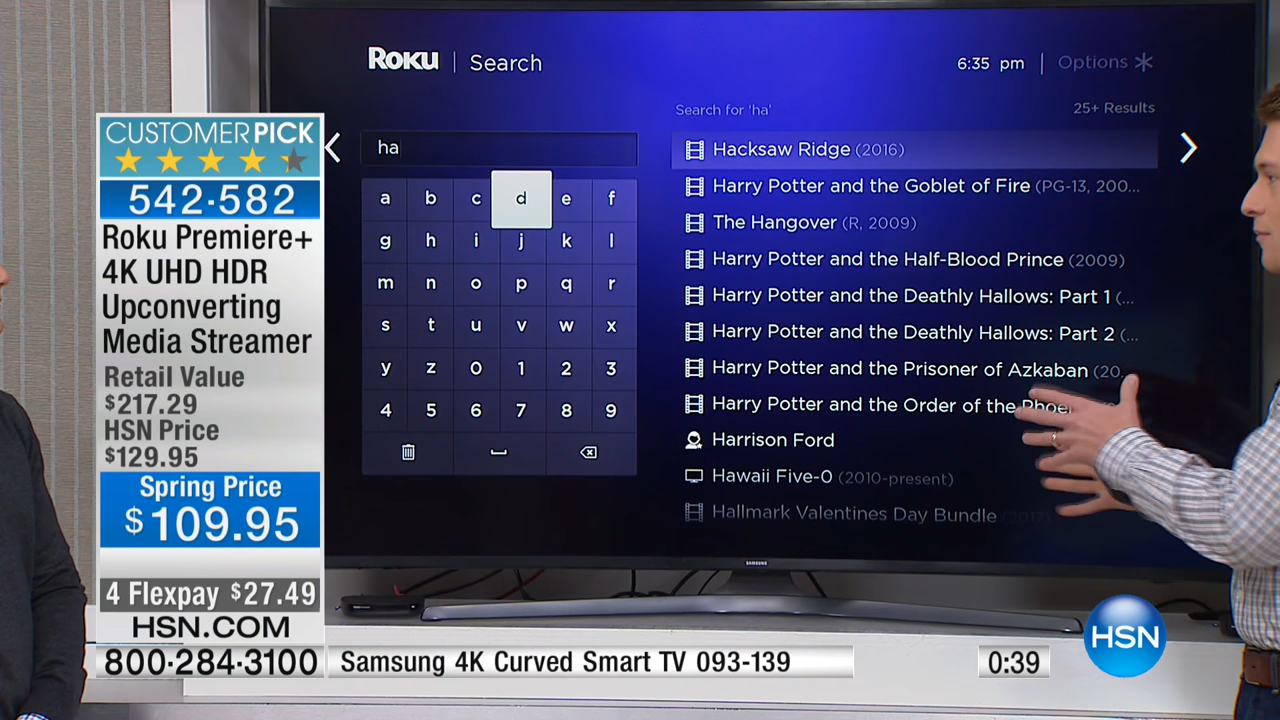 CUSTOMER PICK
542-582
Roku Premiere+
4K UHD HDR
Upconverting
Media Streamer
Retail Value
$217.29
HSN Price
$129.95
Spring Price
$109.95
4 Flexpay $27.49
HSN.COM
800-284-3100
Samsung 4K Curved Smart TV 093-139
0:39
HSN
ROKU | Search
6:35 pm | Options
ha
a b c d e f
g h i j k l
m n o p q r
s t u v w x
y z 0 1 2 3
4 5 6 7 8 9
Search for 'ha' 25+ Results
Hacksaw Ridge (2016)
Harry Potter and the Goblet of Fire (PG-13, 200...
The Hangover (R, 2009)
Harry Potter and the Half-Blood Prince (2009)
Harry Potter and the Deathly Hallows: Part 1 (...
Harry Potter and the Deathly Hallows: Part 2 (...
Harry Potter and the Prisoner of Azkaban (20...
Harry Potter and the Order of the
Harrison Ford
Hawaii Five-0 (2010-present)
Hallmark Valentines Day Bundle
SAMSUNG